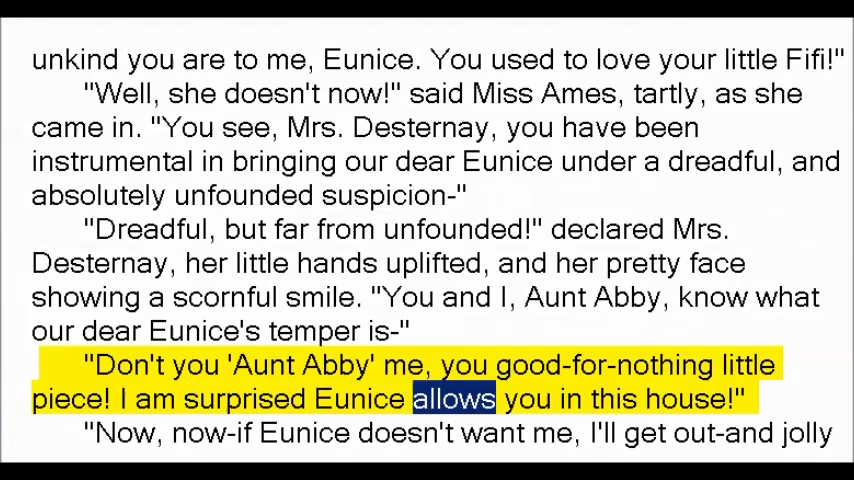 unkind you are to me, Eunice. You used to love your little Fifi!"
"Well, she doesn't now!" said Miss Ames, tartly, as she
came in. "You see, Mrs. Desternay, you have been
instrumental in bringing our dear Eunice under a dreadful, and
absolutely unfounded suspicion-"
"Dreadful, but far from unfounded!" declared Mrs.
Desternay, her little hands uplifted, and her pretty face
showing a scornful smile. "You and I, Aunt Abby, know what
our dear Eunice's temper is-"
"Don't you 'Aunt Abby' me, you good-for-nothing little
piece! I am surprised Eunice allows you in this house!"
"Now, now-if Eunice doesn't want me, I'll get out-and jolly